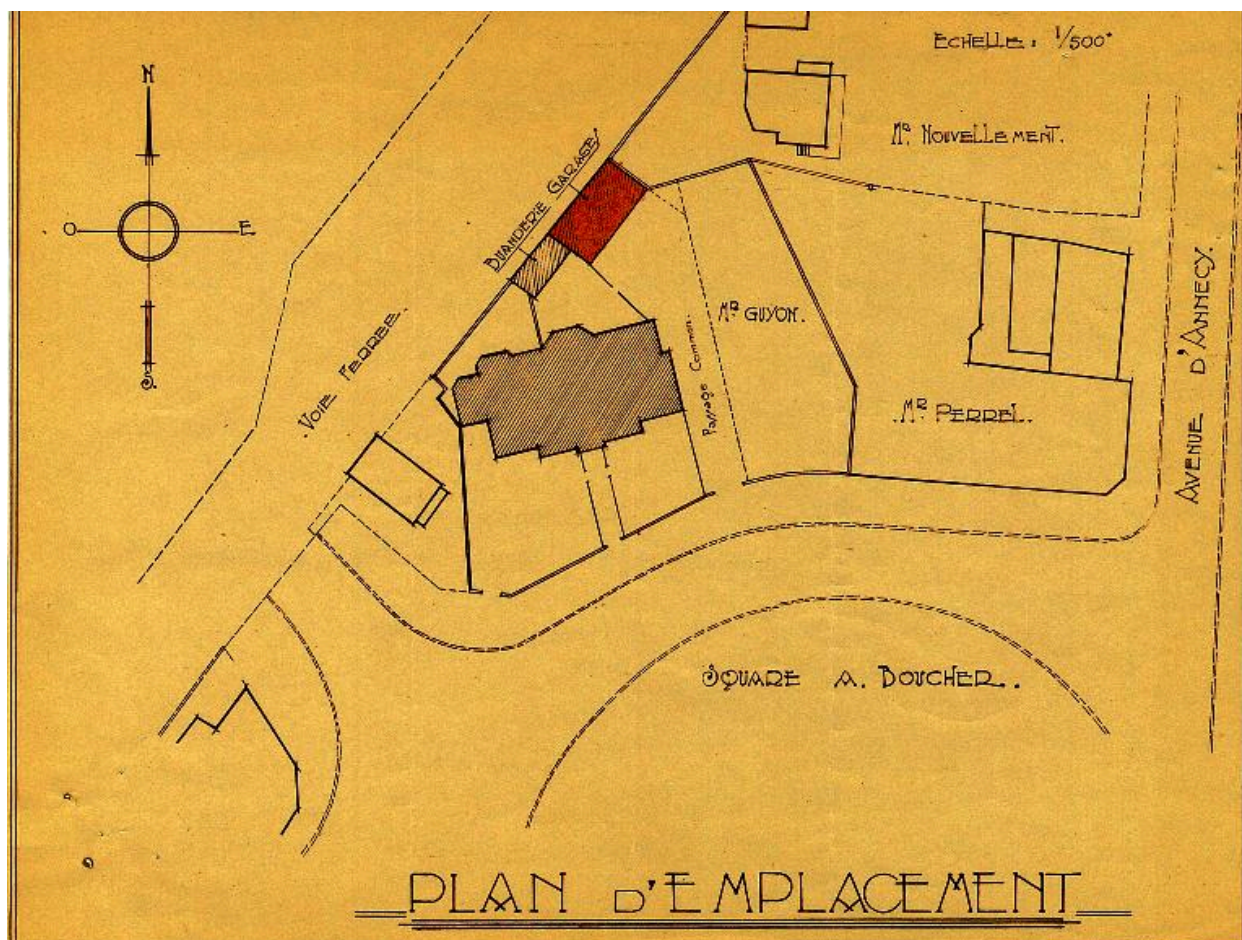 ECHELLE : 1/500°
N
O
E
S.
Mr NOUVELLEMENT.
BUANDERIE GARAGE
VOIE FERREE.
Mr GUYON.
Passage Commun.
Mr PERREL.
AVENUE D'ANNECY.
SQUARE A. BOUCHER.
PLAN D'EMPLACEMENT